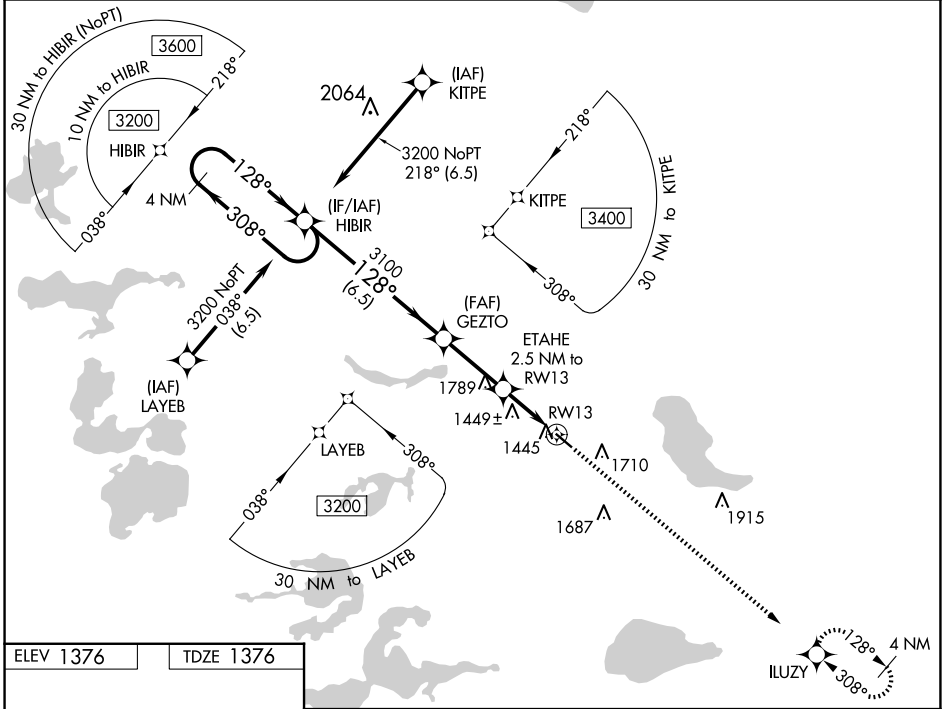 30 NM to HIBIR (NoPT)
3600
10 NM to HIBIR
218°
3200
HIBIR
038°
(IAF)
KITPE
2064
3200 NoPT
218° (6.5)
128°
4 NM
308°
(IF/IAF)
HIBIR
218°
KITPE
3400
30 NM to KITPE
308°
3100
128°
(6.5)
3200 NoPT
038°
(6.5)
(IAF)
LAYEB
(FAF)
GEZTO
ETAHE
2.5 NM to
RW13
1789
1449±
RW13
1445
1710
1687
1915
LAYEB
308°
038°
3200
30 NM to LAYEB
ELEV 1376
TDZE 1376
128°
4 NM
ILUZY
308°